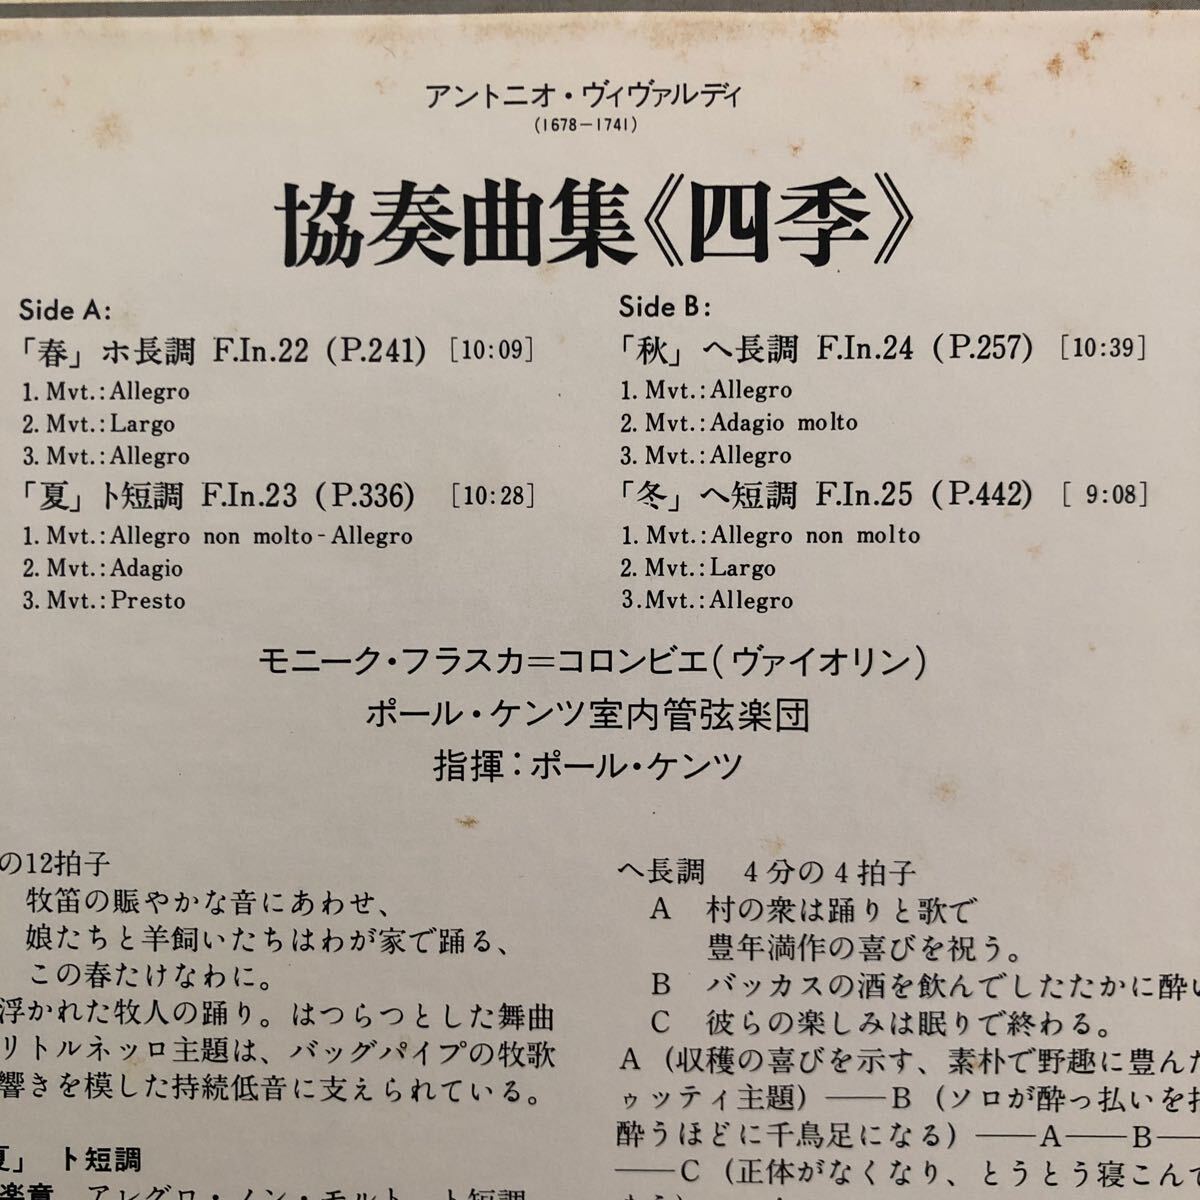 アントニオ・ヴィヴァルディ
(1678－1741)
協奏曲集《四季》
Side A:
「春」ホ長調 F.In.22 (P.241) [10:09]
1. Mvt.: Allegro
2. Mvt.: Largo
3. Mvt.: Allegro
「夏」ト短調 F.In.23 (P.336) [10:28]
1. Mvt.: Allegro non molto - Allegro
2. Mvt.: Adagio
3. Mvt.: Presto
Side B:
「秋」ヘ長調 F.In.24 (P.257) [10:39]
1. Mvt.: Allegro
2. Mvt.: Adagio molto
3. Mvt.: Allegro
「冬」ヘ短調 F.In.25 (P.442) [ 9:08]
1. Mvt.: Allegro non molto
2. Mvt.: Largo
3. Mvt.: Allegro
モニーク・フラスカ＝コロンビエ(ヴァイオリン)
ポール・ケンツ室内管弦楽団
指揮：ポール・ケンツ
の12拍子
牧笛の賑やかな音にあわせ、
娘たちと羊飼いたちはわが家で踊る、
この春たけなわに。
浮かれた牧人の踊り。はつらつとした舞曲
リトルネッロ主題は、バッグパイプの牧歌
響きを模した持続低音に支えられている。
夏」 ト短調
楽章 アレグロ・ノン・モルト ト短調
ヘ長調 4分の4拍子
A 村の衆は踊りと歌で
豊年満作の喜びを祝う。
B バッカスの酒を飲んでしたたかに酔い
C 彼らの楽しみは眠りで終わる。
A (収穫の喜びを示す、素朴で野趣に豊んだ
ゥッティ主題) ――B (ソロが酔っ払いを
酔うほどに千鳥足になる) ――A――B――
――C (正体がなくなり、とうとう寝こんで